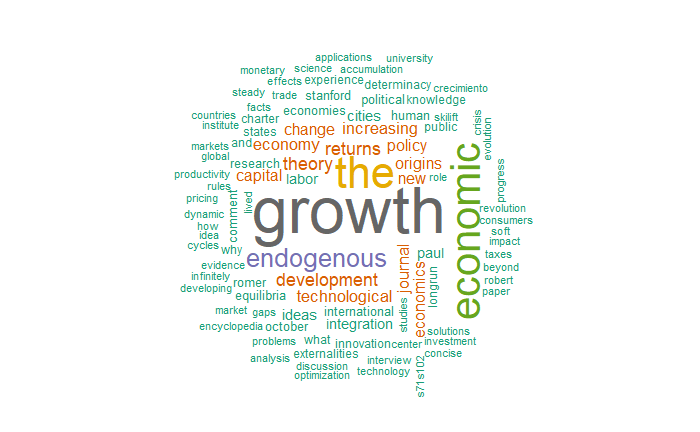 applications university
monetary science accumulation
effects experience determinacy crecimiento
steady trade stanford political knowledge
facts economies cities human skilift crisis
countries charter change increasing public
institute states evolution
markets and economy returns policy
global research theory the origins economic
productivity capital labor new role progress
rules lived
pricing growth revolution
dynamic comment consumers
how soft
idea impact
cycles why endogenous journal paul taxes
evidence beyond
infinitely romer development economics longrun robert
developing equilibria technological paper
market gaps ideas international studies
encyclopedia october integration solutions
problems what innovation center investment
analysis externalities interview concise
discussion technology s71s102
optimization